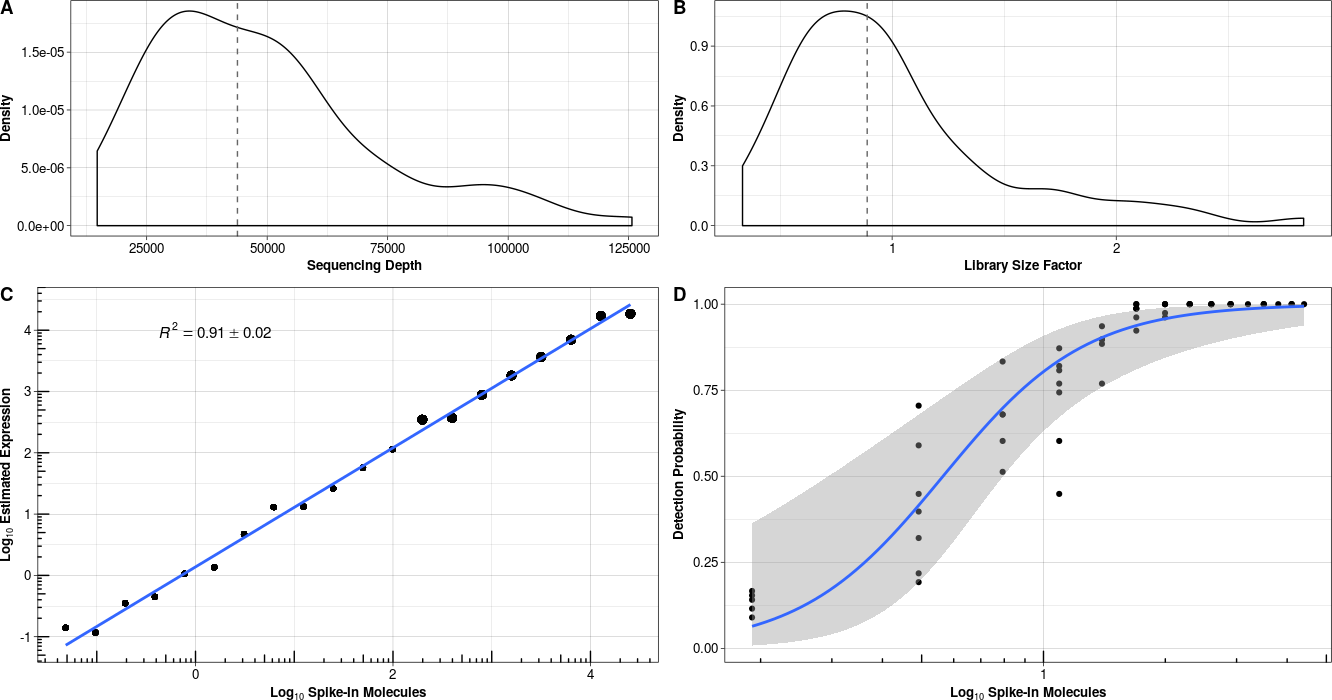 A
Density
1.5e-05
1.0e-05
5.0e-06
0.0e+00
25000 50000 75000 100000 125000
Sequencing Depth
B
Density
0.9
0.6
0.3
0.0
1 2
Library Size Factor
C
Log₁₀ Estimated Expression
R² = 0.91 ± 0.02
4
3
2
1
0
-1
0 2 4
Log₁₀ Spike-In Molecules
D
Detection Probability
1.00
0.75
0.50
0.25
0.00
1
Log₁₀ Spike-In Molecules